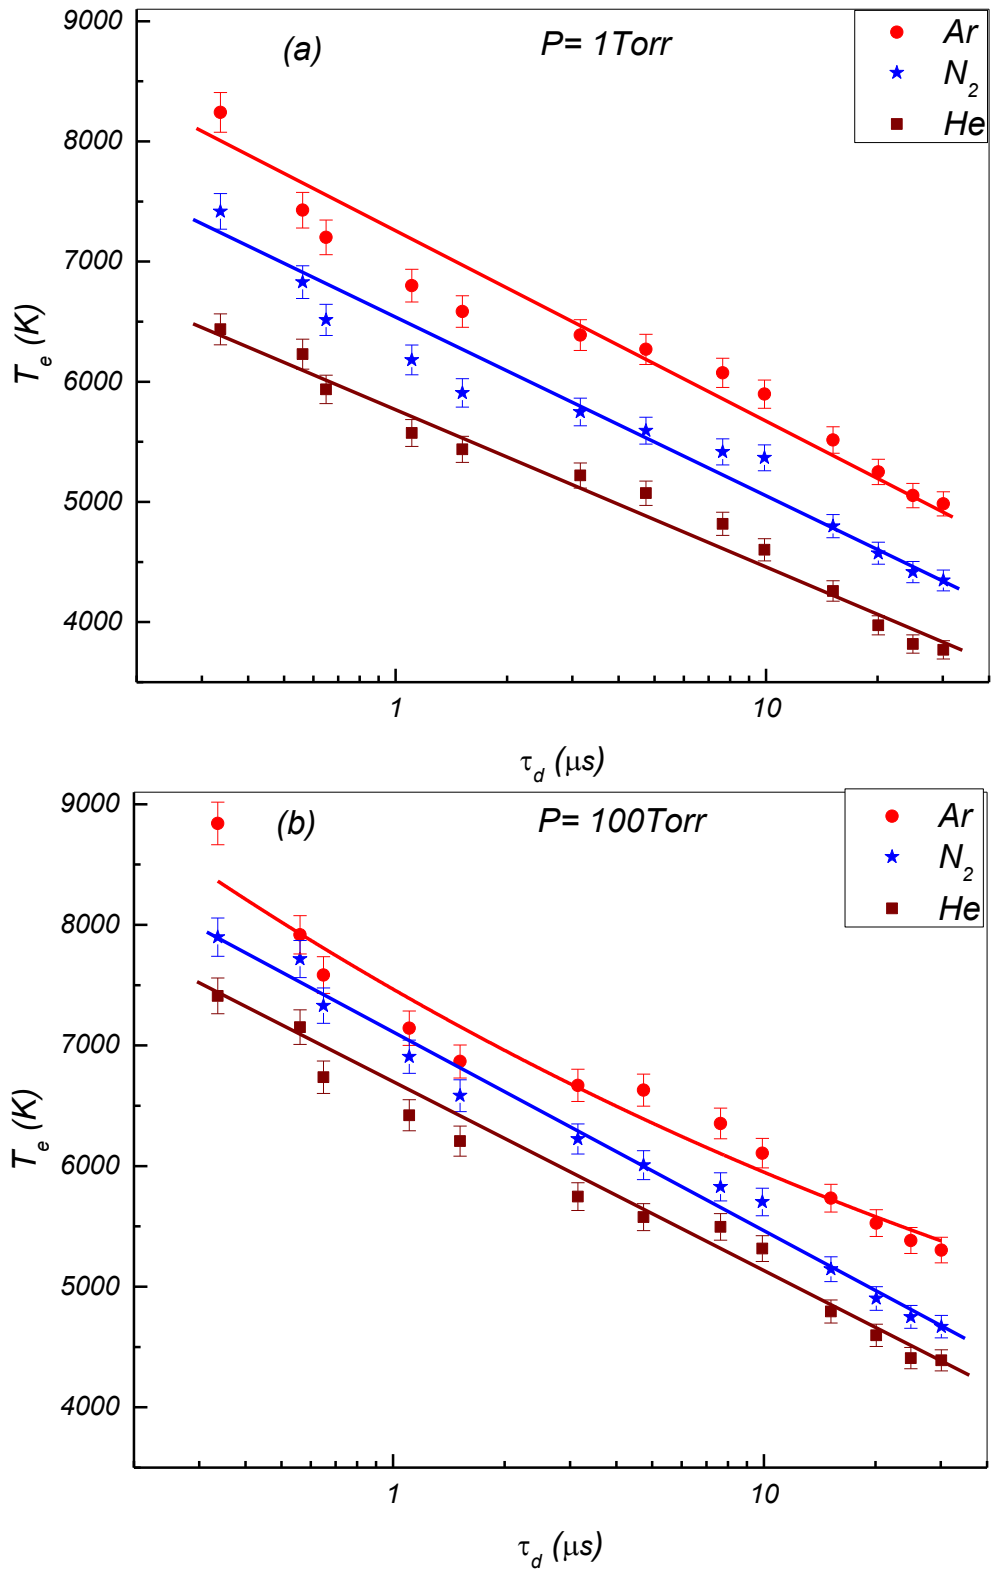 (a)
P= 1Torr
Ar
N2
He
9000
8000
7000
6000
5000
4000
Te (K)
1
10
τd (μs)
(b)
P= 100Torr
Ar
N2
He
9000
8000
7000
6000
5000
4000
Te (K)
1
10
τd (μs)